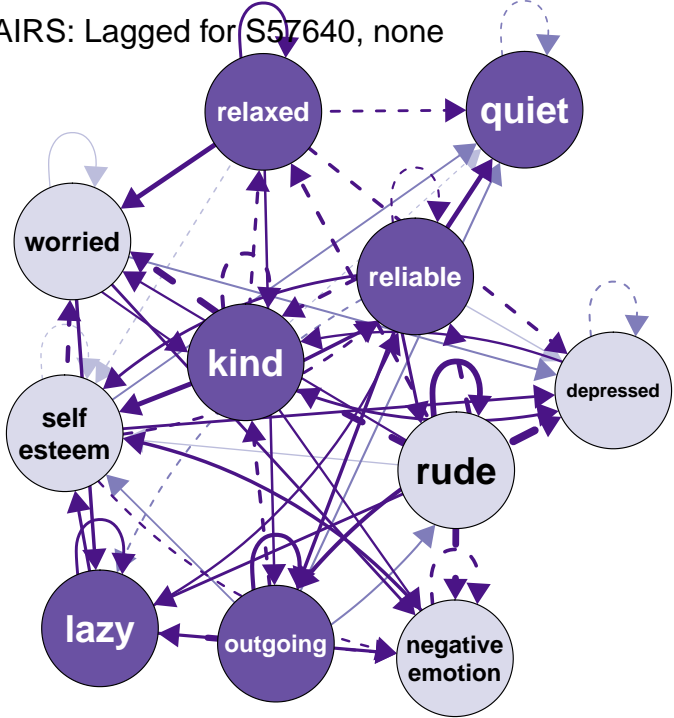 AIRS: Lagged for S57640, none
relaxed
quiet
worried
reliable
kind
depressed
self
esteem
rude
lazy
outgoing
negative
emotion